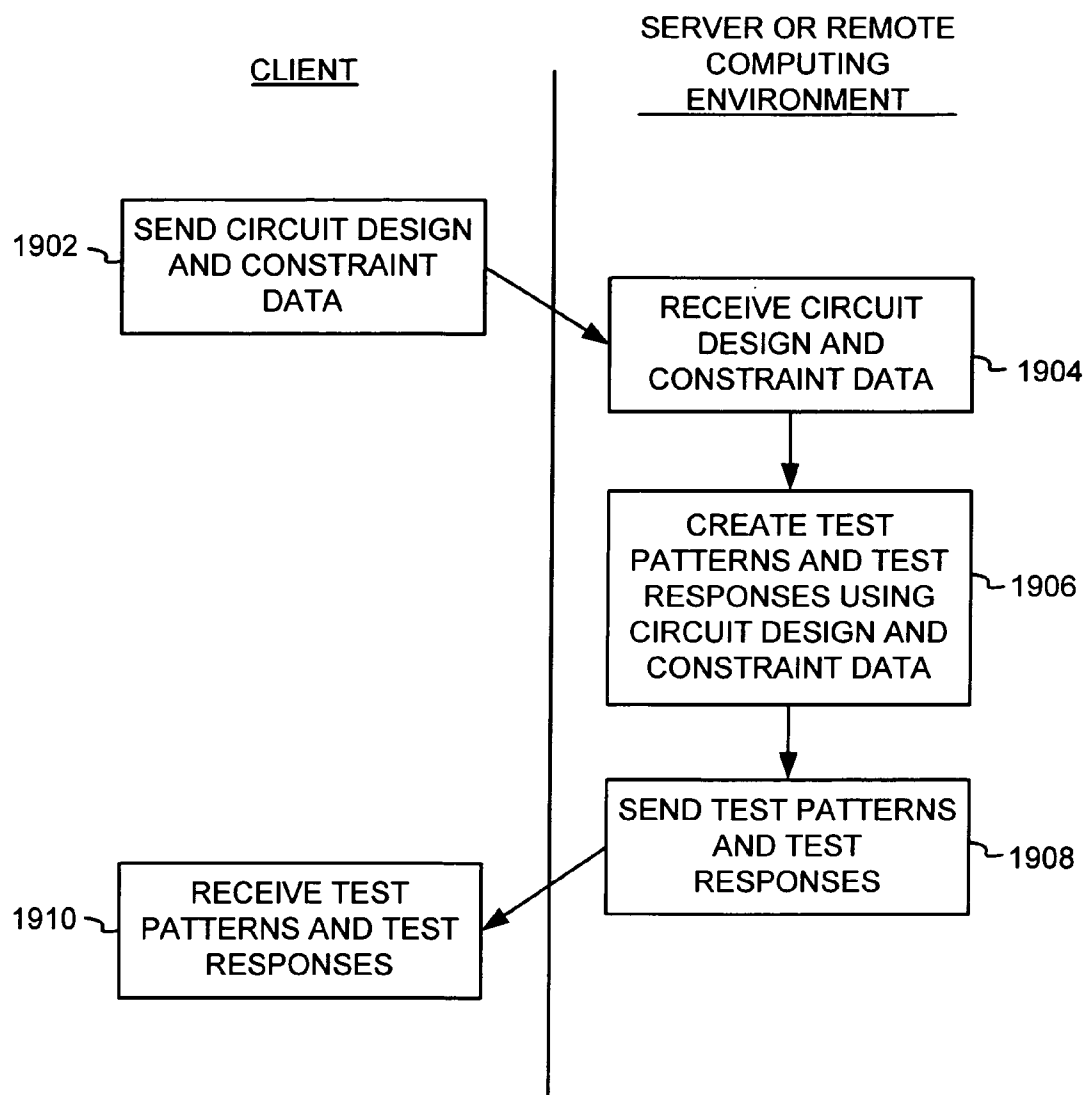 CLIENT
SERVER OR REMOTE
COMPUTING
ENVIRONMENT
1902
SEND CIRCUIT DESIGN
AND CONSTRAINT
DATA
RECEIVE CIRCUIT
DESIGN AND
CONSTRAINT DATA
1904
CREATE TEST
PATTERNS AND TEST
RESPONSES USING
CIRCUIT DESIGN AND
CONSTRAINT DATA
1906
SEND TEST PATTERNS
AND TEST
RESPONSES
1908
1910
RECEIVE TEST
PATTERNS AND TEST
RESPONSES